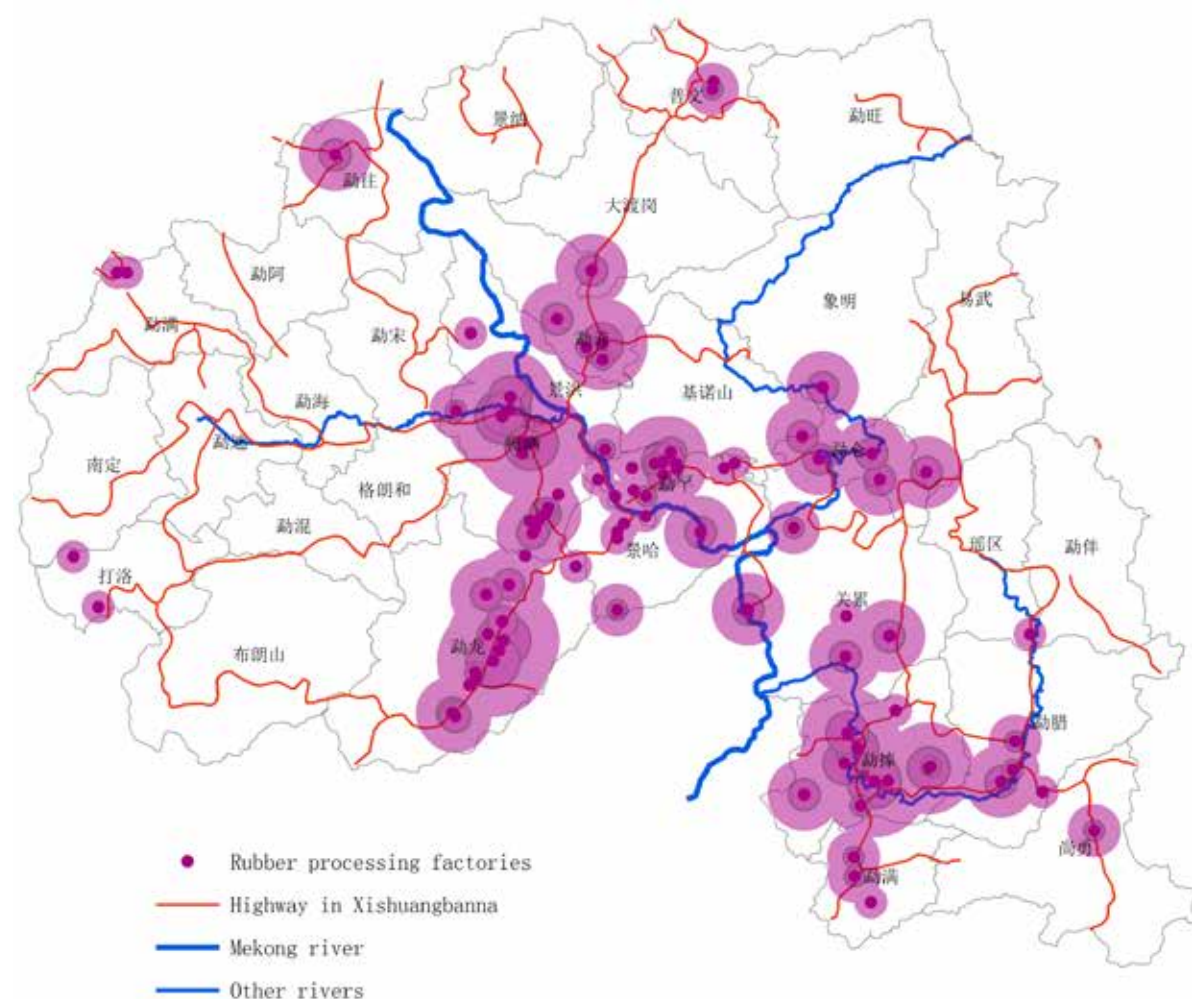 普文
勐旺
景讷
勐往
大渡岗
勐阿
象明
易武
勐满
勐宋
景洪
基诺山
勐海
勐遮
勐仑
南定
格朗和
勐罕
勐混
景哈
瑶区
勐伴
打洛
关累
布朗山
勐龙
勐腊
勐捧
尚勇
勐满
Rubber processing factories
Highway in Xishuangbanna
Mekong river
Other rivers